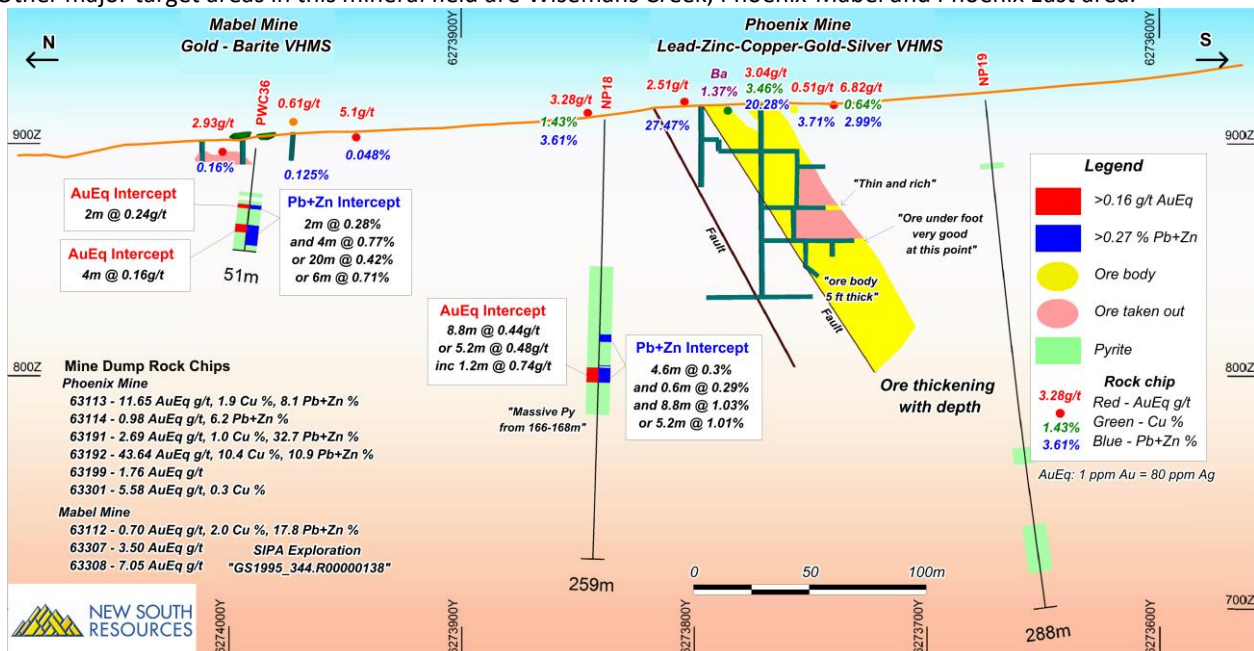 Other major target areas in this mineral field are Wisemans Creek, Phoenix-Mabel and Phoenix East area.
Mabel Mine
Gold - Barite VHMS
6273900Y
Phoenix Mine
Lead-Zinc-Copper-Gold-Silver VHMS
6273600Y
N
S
PWC36
NP18
NP19
2.93g/t
0.61g/t
5.1g/t
0.16%
0.125%
0.048%
3.28g/t
1.43%
3.61%
2.51g/t
27.47%
Ba
1.37%
3.04g/t
3.46%
20.28%
0.51g/t
3.71%
6.82g/t
0.64%
2.99%
900Z
900Z
AuEq Intercept
2m @ 0.24g/t
AuEq Intercept
4m @ 0.16g/t
Pb+Zn Intercept
2m @ 0.28%
and 4m @ 0.77%
or 20m @ 0.42%
or 6m @ 0.71%
51m
"Thin and rich"
"Ore under foot
very good
at this point"
Fault
Fault
"ore body
5 ft thick"
Ore thickening
with depth
AuEq Intercept
8.8m @ 0.44g/t
or 5.2m @ 0.48g/t
inc 1.2m @ 0.74g/t
Pb+Zn Intercept
4.6m @ 0.3%
and 0.6m @ 0.29%
and 8.8m @ 1.03%
or 5.2m @ 1.01%
"Massive Py
from 166-168m"
259m
288m
Legend
>0.16 g/t AuEq
>0.27 % Pb+Zn
Ore body
Ore taken out
Pyrite
Rock chip
3.28g/t
Red - AuEq g/t
1.43%
Green - Cu %
3.61%
Blue - Pb+Zn %
AuEq: 1 ppm Au = 80 ppm Ag
800Z
800Z
Mine Dump Rock Chips
Phoenix Mine
63113 - 11.65 AuEq g/t, 1.9 Cu %, 8.1 Pb+Zn %
63114 - 0.98 AuEq g/t, 6.2 Pb+Zn %
63191 - 2.69 AuEq g/t, 1.0 Cu %, 32.7 Pb+Zn %
63192 - 43.64 AuEq g/t, 10.4 Cu %, 10.9 Pb+Zn %
63199 - 1.76 AuEq g/t
63301 - 5.58 AuEq g/t, 0.3 Cu %
Mabel Mine
63112 - 0.70 AuEq g/t, 2.0 Cu %, 17.8 Pb+Zn %
63307 - 3.50 AuEq g/t
63308 - 7.05 AuEq g/t
SIPA Exploration
"GS1995_344.R00000138"
0 50 100m
700Z
700Z
NEW SOUTH
RESOURCES
6274000Y
6273900Y
6273800Y
6273700Y
6273600Y